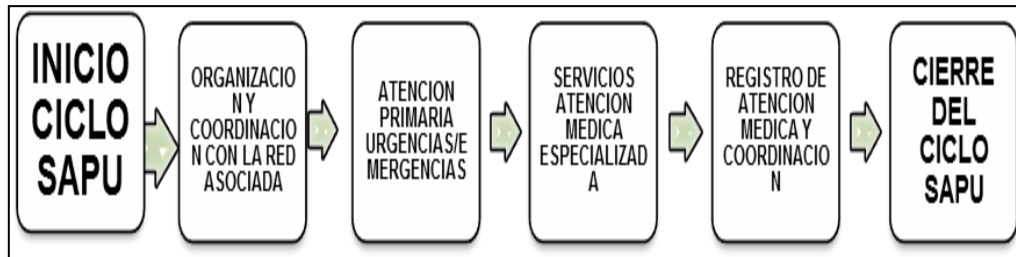 INICIO
CICLO
SAPU
ORGANIZACIO
N Y
COORDINACIO
N CON LA RED
ASOCIADA
ATENCION
PRIMARIA
URGENCIAS/E
MERGENCIAS
SERVICIOS
ATENCION
MEDICA
ESPECIALIZAD
A
REGISTRO DE
ATENCION
MEDICA Y
COORDINACIO
N
CIERRE
DEL
CICLO
SAPU